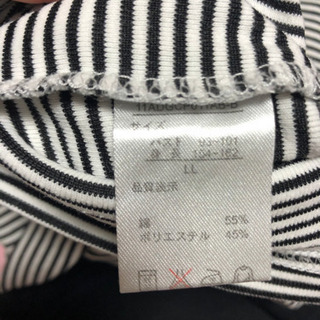 サイズ
バスト 93-101
身長 154-162
LL
品質表示
綿 55%
ポリエステル 45%